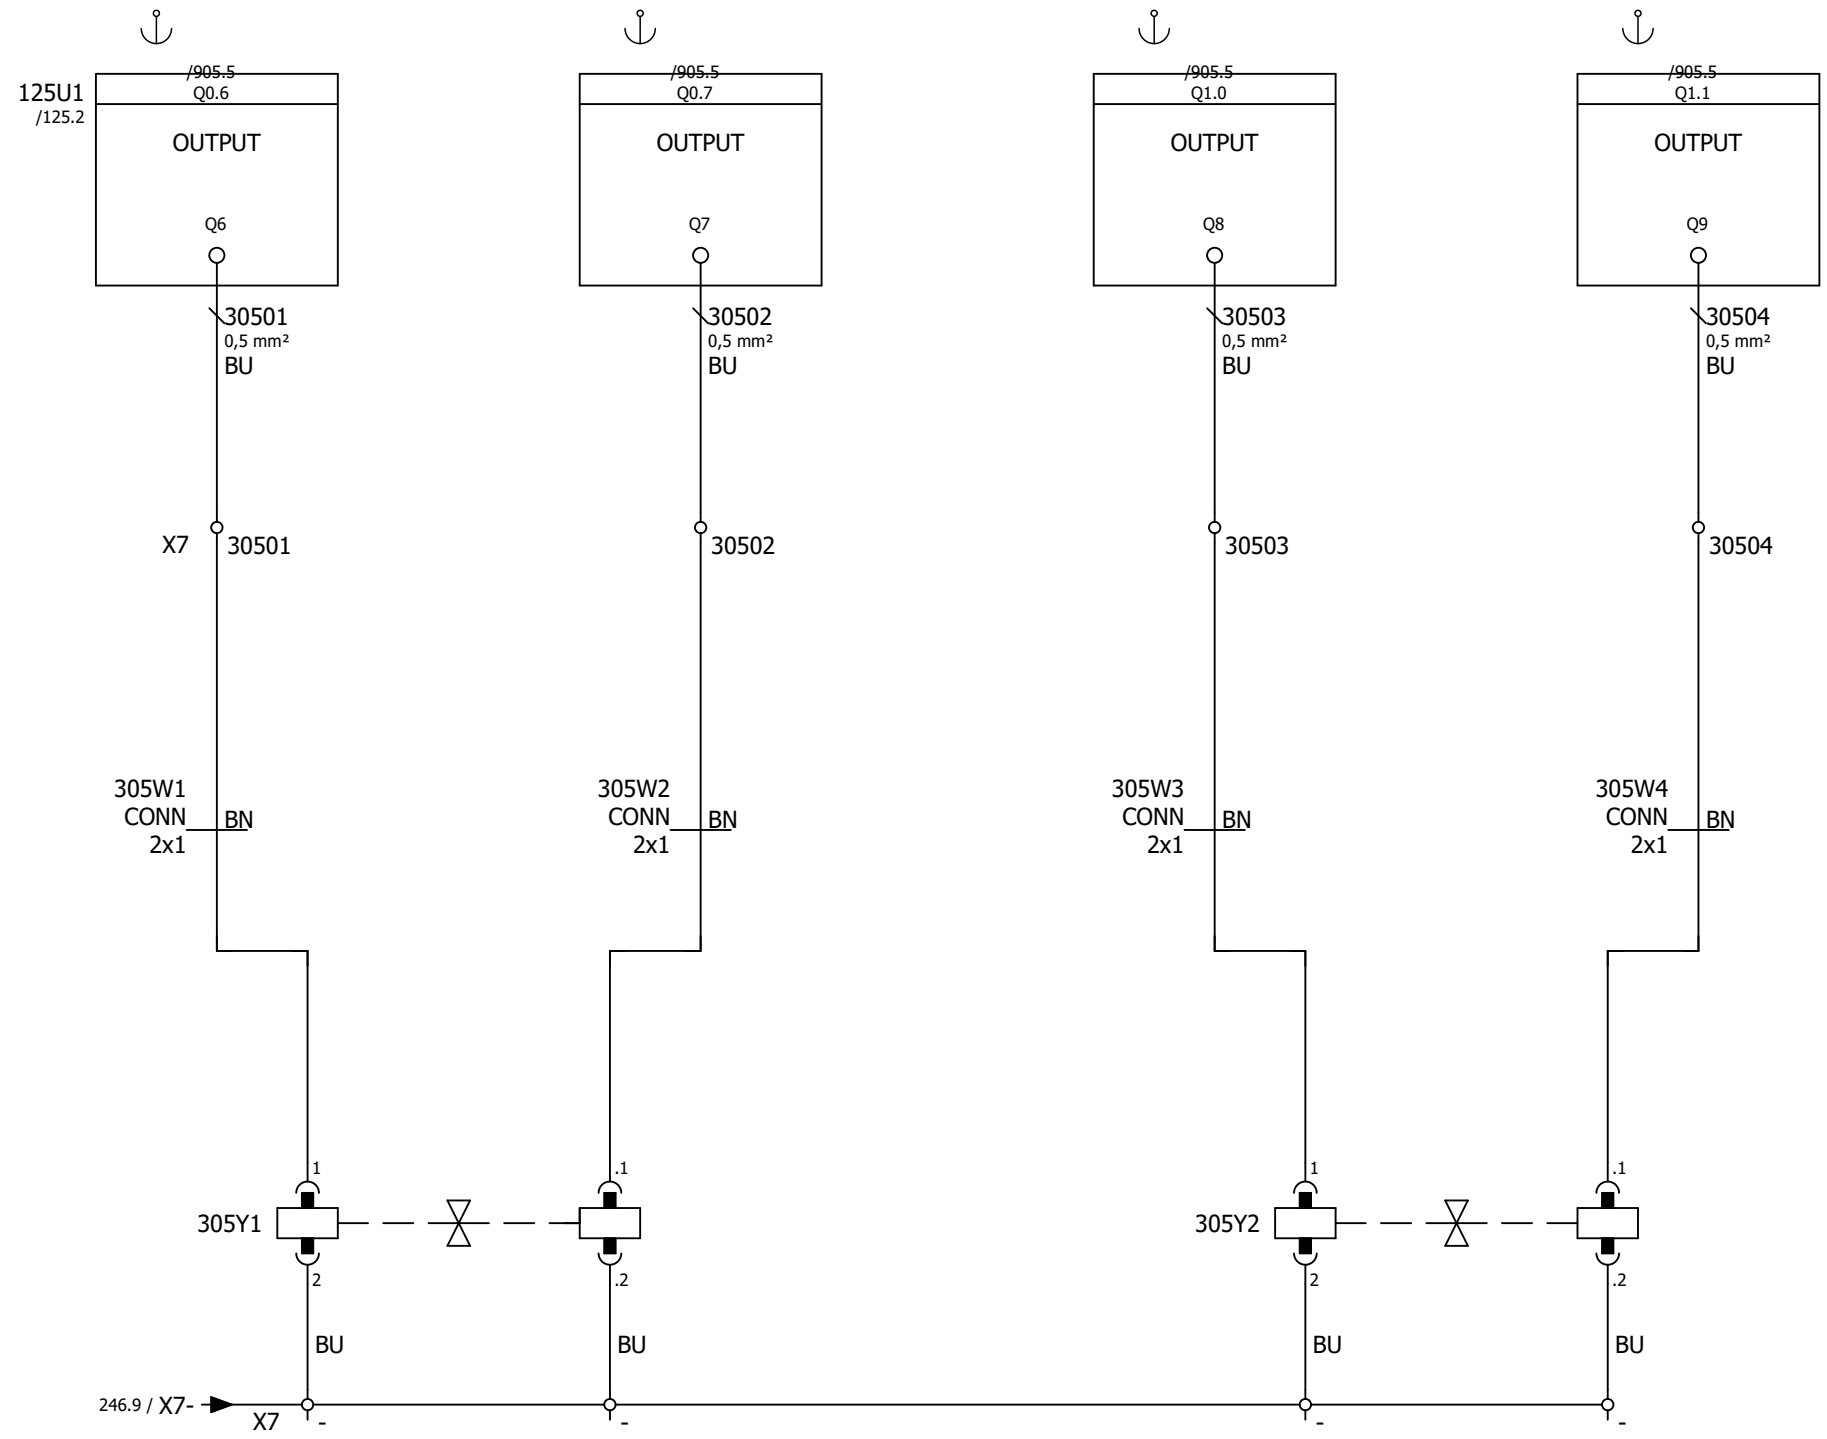 /905.5 /905.5 /905.5 /905.5
125U1 Q0.6 Q0.7 Q1.0 Q1.1
/125.2
OUTPUT OUTPUT OUTPUT OUTPUT
Q6 Q7 Q8 Q9
30501 30502 30503 30504
0,5 mm² 0,5 mm² 0,5 mm² 0,5 mm²
BU BU BU BU
X7 30501 30502 30503 30504
305W1 305W2 305W3 305W4
CONN BN CONN BN CONN BN CONN BN
2x1 2x1 2x1 2x1
1 .1 1 .1
305Y1 305Y2
2 .2 2 .2
BU BU BU BU
246.9 / X7-
X7 - - - -